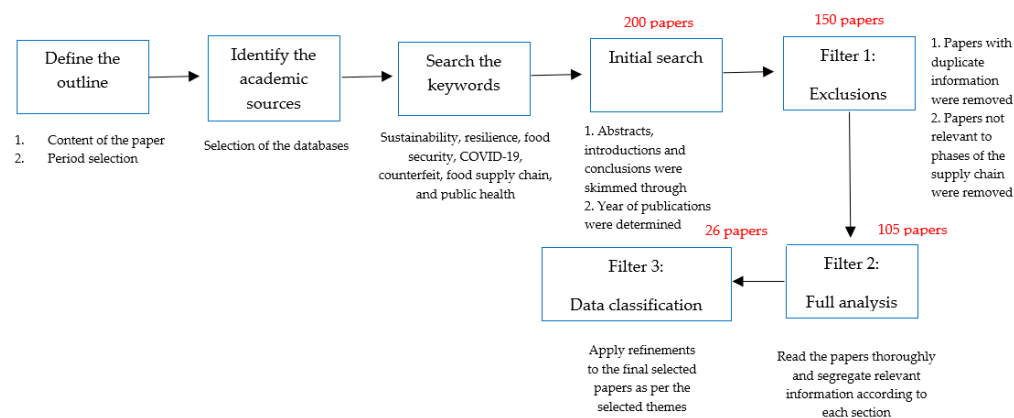 Define the
outline
1. Content of the paper
2. Period selection
Identify the
academic
sources
Selection of the databases
Search the
keywords
Sustainability, resilience, food
security, COVID-19,
counterfeit, food supply chain,
and public health
200 papers
Initial search
1. Abstracts,
introductions and
conclusions were
skimmed through
2. Year of publications
were determined
150 papers
Filter 1:
Exclusions
1. Papers with
duplicate
information
were removed
2. Papers not
relevant to
phases of the
supply chain
were removed
105 papers
Filter 2:
Full analysis
Read the papers thoroughly
and segregate relevant
information according to
each section
26 papers
Filter 3:
Data classification
Apply refinements
to the final selected
papers as per the
selected themes